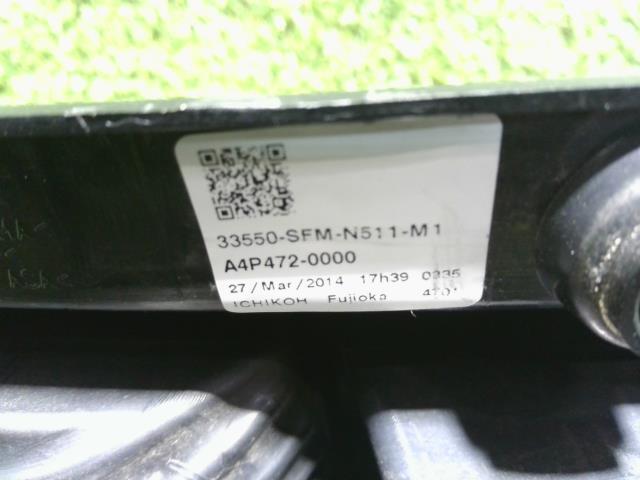 33550-SFM-N511-M1
A4P472-0000
27/Mar/2014 17h39 0335
ICHIKOH Fujioka